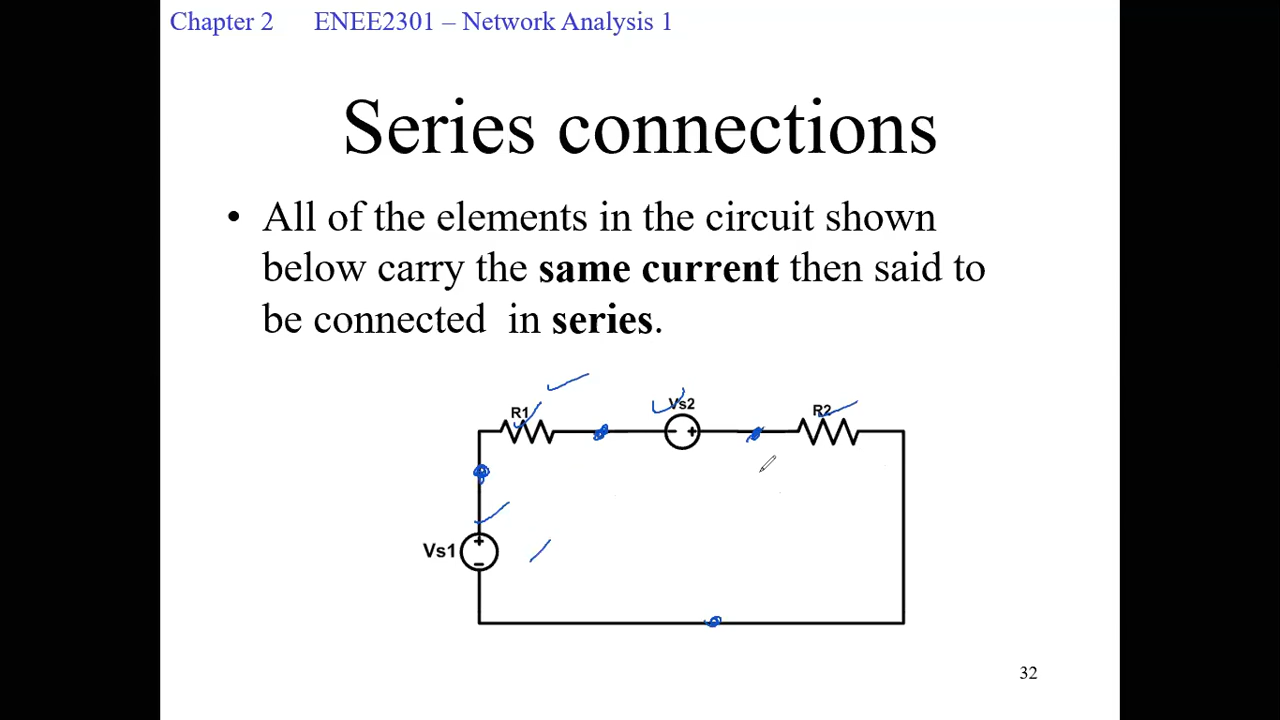 Chapter 2 ENEE2301 – Network Analysis 1
Series connections
• All of the elements in the circuit shown
below carry the same current then said to
be connected in series.
R1
Vs2
R2
Vs1
32